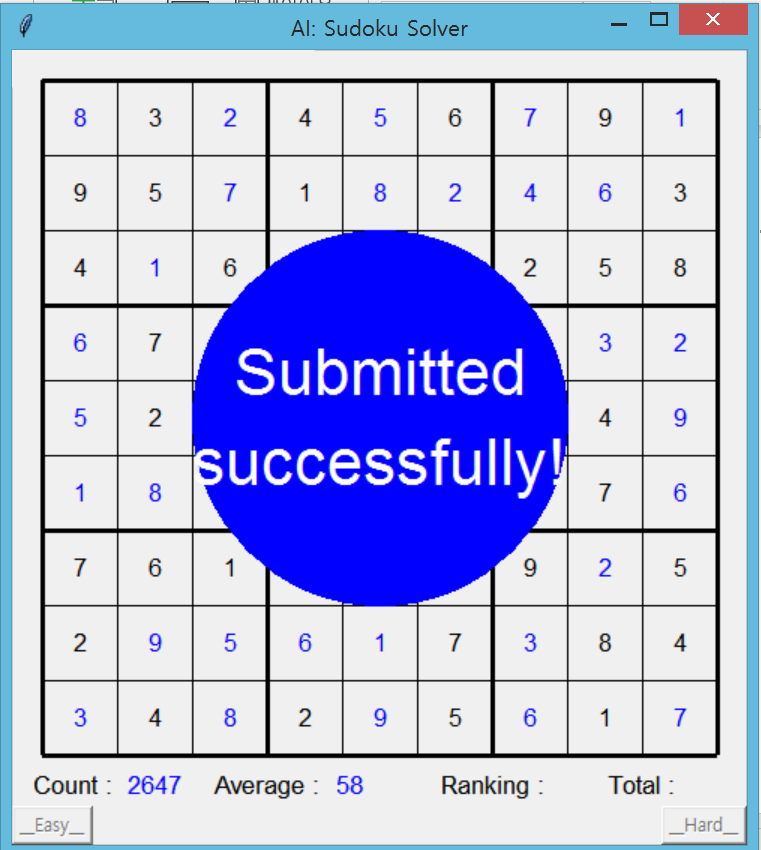 AI: Sudoku Solver
8 3 2 4 5 6 7 9 1
9 5 7 1 8 2 4 6 3
4 1 6 2 5 8
6 7 3 2
5 2 4 9
1 8 7 6
Submitted
successfully!
7 6 1 9 2 5
2 9 5 6 1 7 3 8 4
3 4 8 2 9 5 6 1 7
Count : 2647 Average : 58 Ranking : Total :
__Easy__ __Hard__